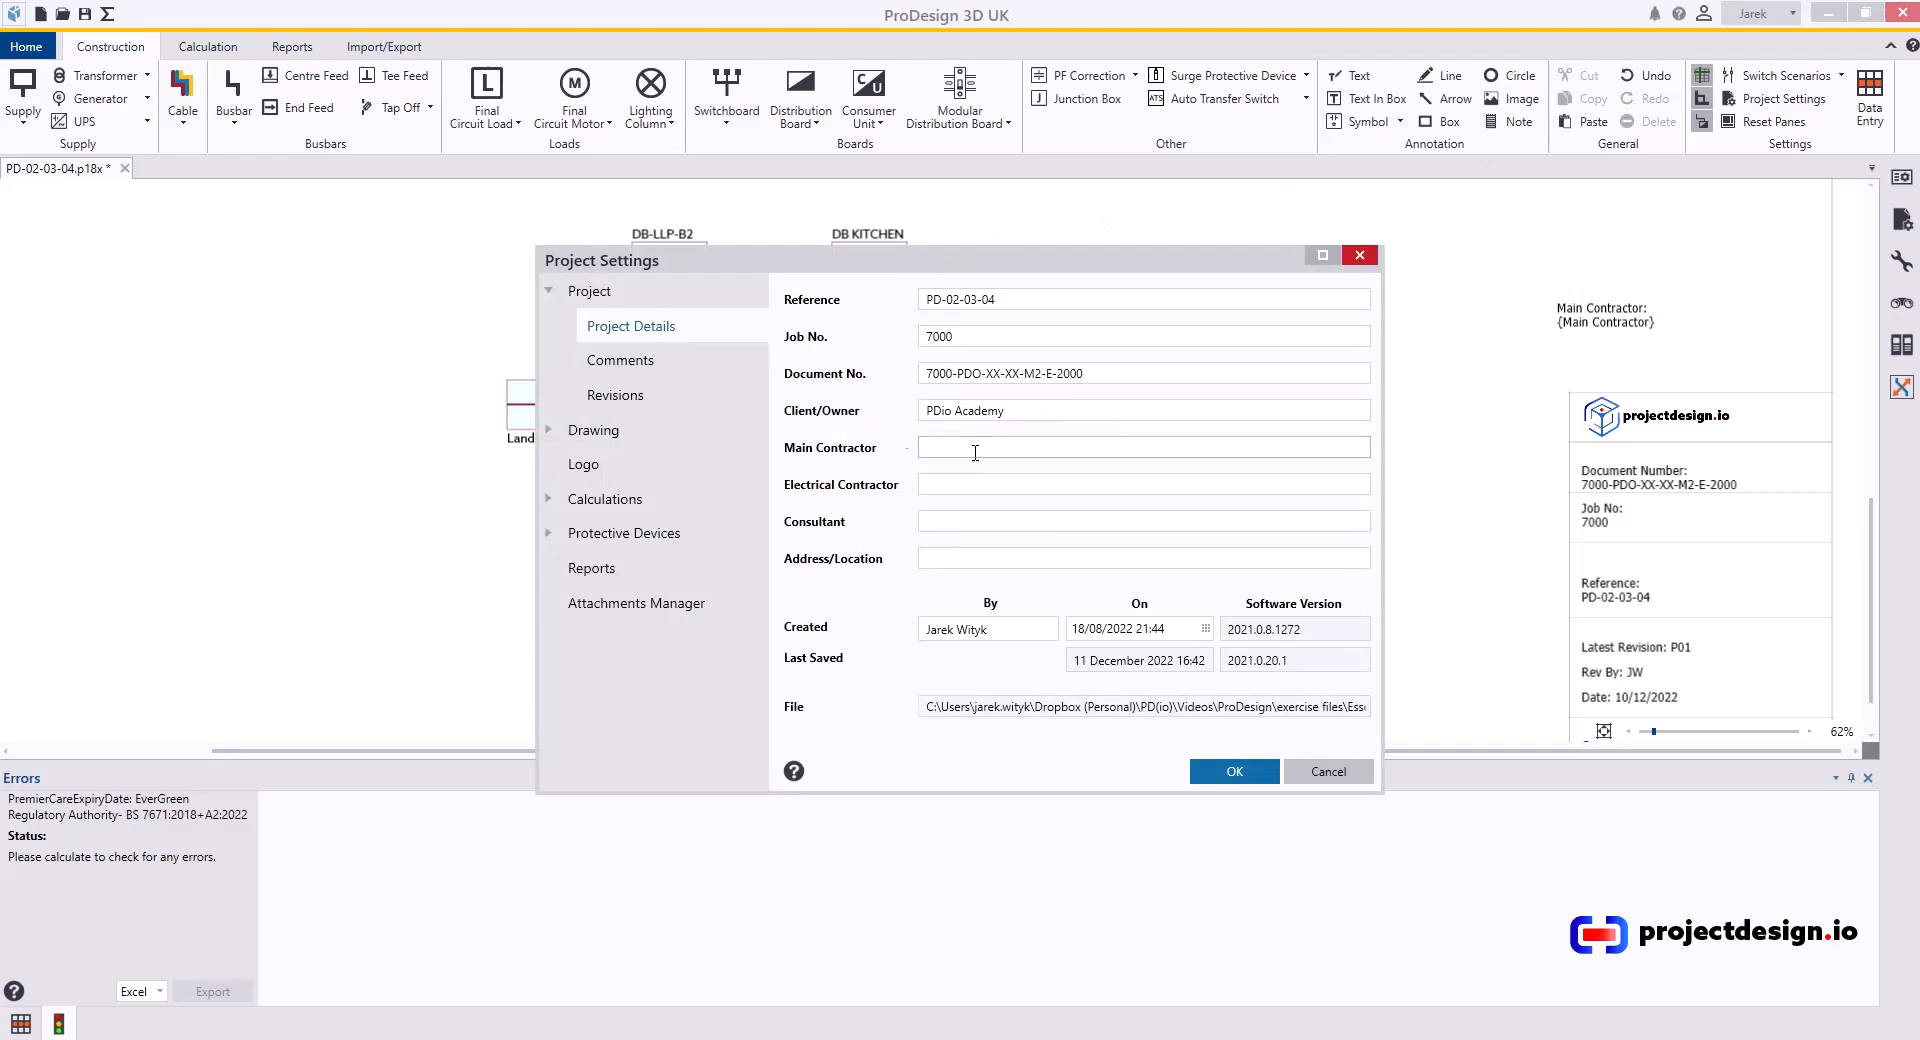 ProDesign 3D UK
Jarek
Home
Construction
Calculation
Reports
Import/Export
Supply
Transformer
Generator
UPS
Supply
Cable
Busbar
Centre Feed
Tee Feed
End Feed
Tap Off
Busbars
Final
Circuit Load
Final
Circuit Motor
Lighting
Column
Loads
Switchboard
Distribution
Board
Consumer
Unit
Modular
Distribution Board
Boards
PF Correction
Surge Protective Device
Junction Box
Auto Transfer Switch
Other
Text
Line
Circle
Text In Box
Arrow
Image
Symbol
Box
Note
Annotation
Cut
Undo
Copy
Redo
Paste
Delete
General
Switch Scenarios
Project Settings
Reset Panes
Data
Entry
Settings
PD-02-03-04.p18x *
DB-LLP-B2
DB KITCHEN
Land
Project Settings
Project
Project Details
Comments
Revisions
Drawing
Logo
Calculations
Protective Devices
Reports
Attachments Manager
Reference PD-02-03-04
Job No. 7000
Document No. 7000-PDO-XX-XX-M2-E-2000
Client/Owner PDio Academy
Main Contractor
Electrical Contractor
Consultant
Address/Location
By On Software Version
Created Jarek Wityk 18/08/2022 21:44 2021.0.8.1272
Last Saved 11 December 2022 16:42 2021.0.20.1
File C:\Users\jarek.wityk\Dropbox (Personal)\PD(io)\Videos\ProDesign\exercise files\Ess
OK
Cancel
Main Contractor:
{Main Contractor}
projectdesign.io
Document Number:
7000-PDO-XX-XX-M2-E-2000
Job No:
7000
Reference:
PD-02-03-04
Latest Revision: P01
Rev By: JW
Date: 10/12/2022
62%
Errors
PremierCareExpiryDate: EverGreen
Regulatory Authority- BS 7671:2018+A2:2022
Status:
Please calculate to check for any errors.
Excel
Export
projectdesign.io